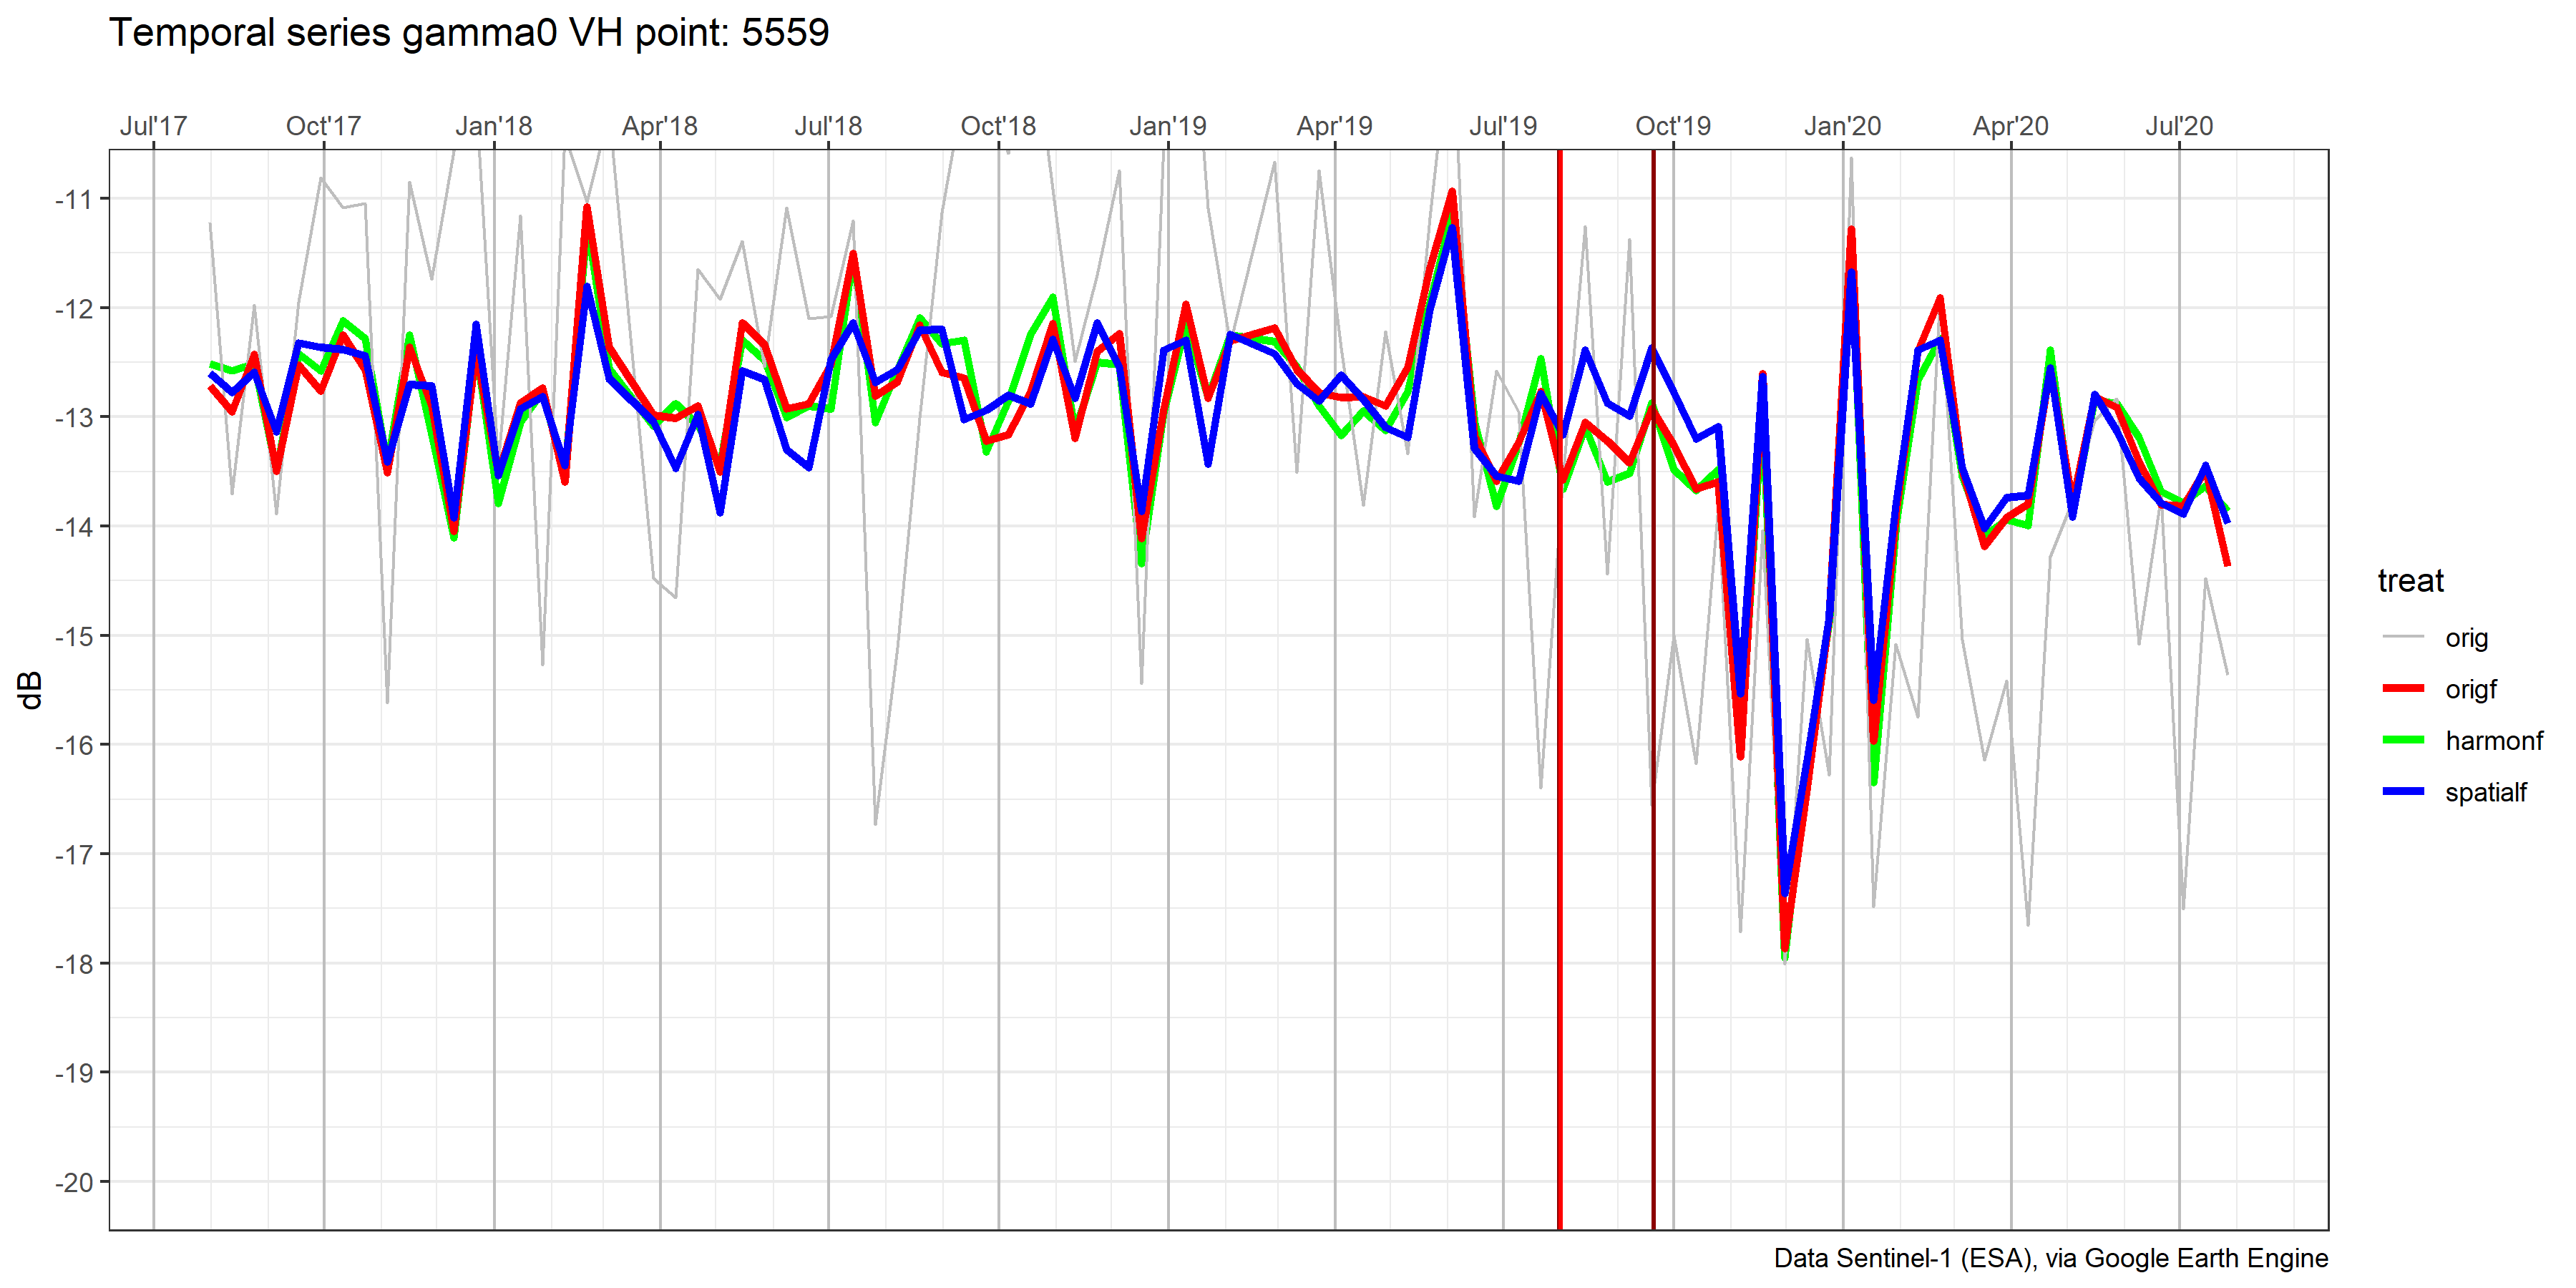 Temporal series gamma0 VH point: 5559
Jul'17 Oct'17 Jan'18 Apr'18 Jul'18 Oct'18 Jan'19 Apr'19 Jul'19 Oct'19 Jan'20 Apr'20 Jul'20
-11
-12
-13
-14
-15
-16
-17
-18
-19
-20
dB
treat
orig
origf
harmonf
spatialf
Data Sentinel-1 (ESA), via Google Earth Engine